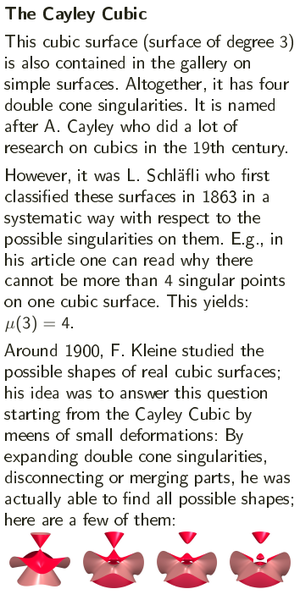 The Cayley Cubic
This cubic surface (surface of degree 3)
is also contained in the gallery on
simple surfaces. Altogether, it has four
double cone singularities. It is named
after A. Cayley who did a lot of
research on cubics in the 19th century.
However, it was L. Schläfli who first
classified these surfaces in 1863 in a
systematic way with respect to the
possible singularities on them. E.g., in
his article one can read why there
cannot be more than 4 singular points
on one cubic surface. This yields:
μ(3) = 4.
Around 1900, F. Kleine studied the
possible shapes of real cubic surfaces;
his idea was to answer this question
starting from the Cayley Cubic by
meens of small deformations: By
expanding double cone singularities,
disconnecting or merging parts, he was
actually able to find all possible shapes;
here are a few of them: